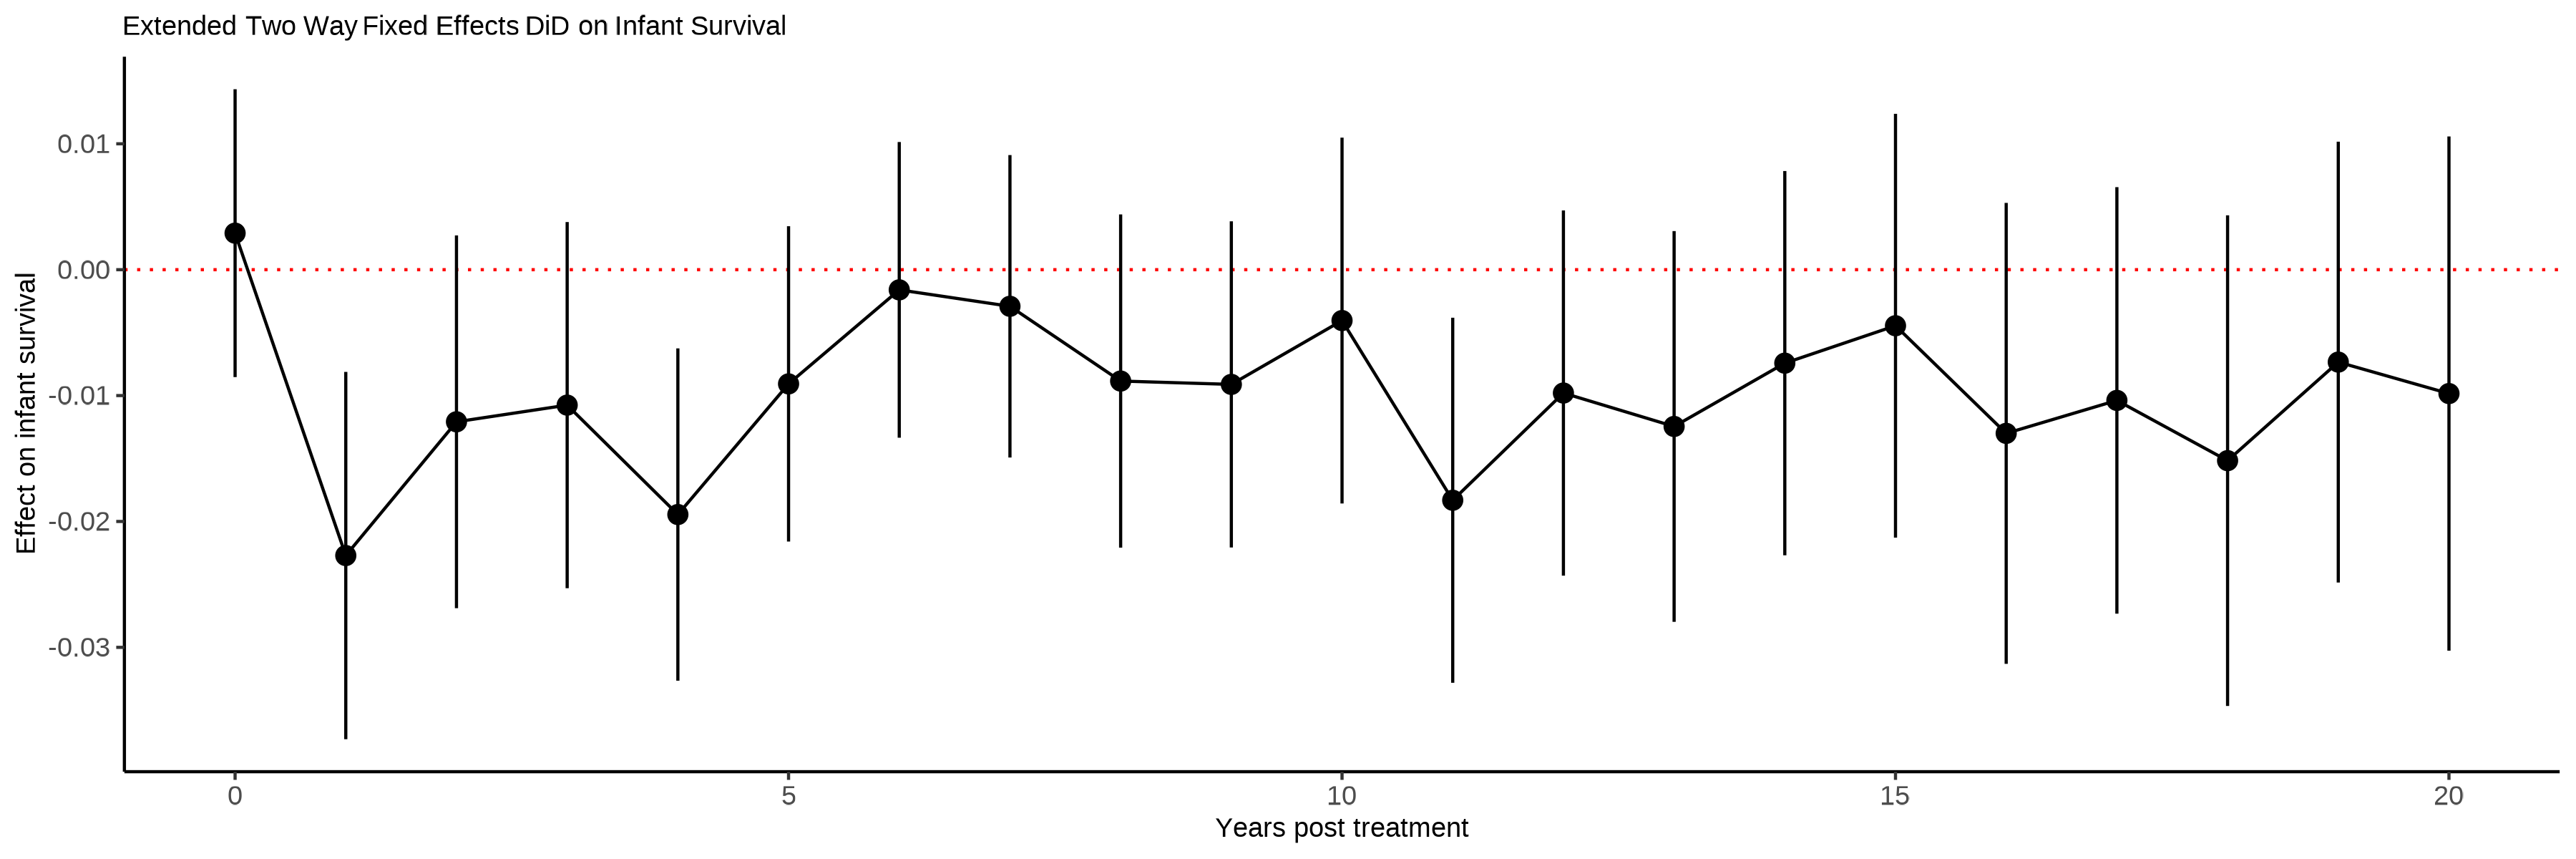 Extended Two Way Fixed Effects DiD on Infant Survival
Effect on infant survival
0.01
0.00
-0.01
-0.02
-0.03
0 5 10 15 20
Years post treatment